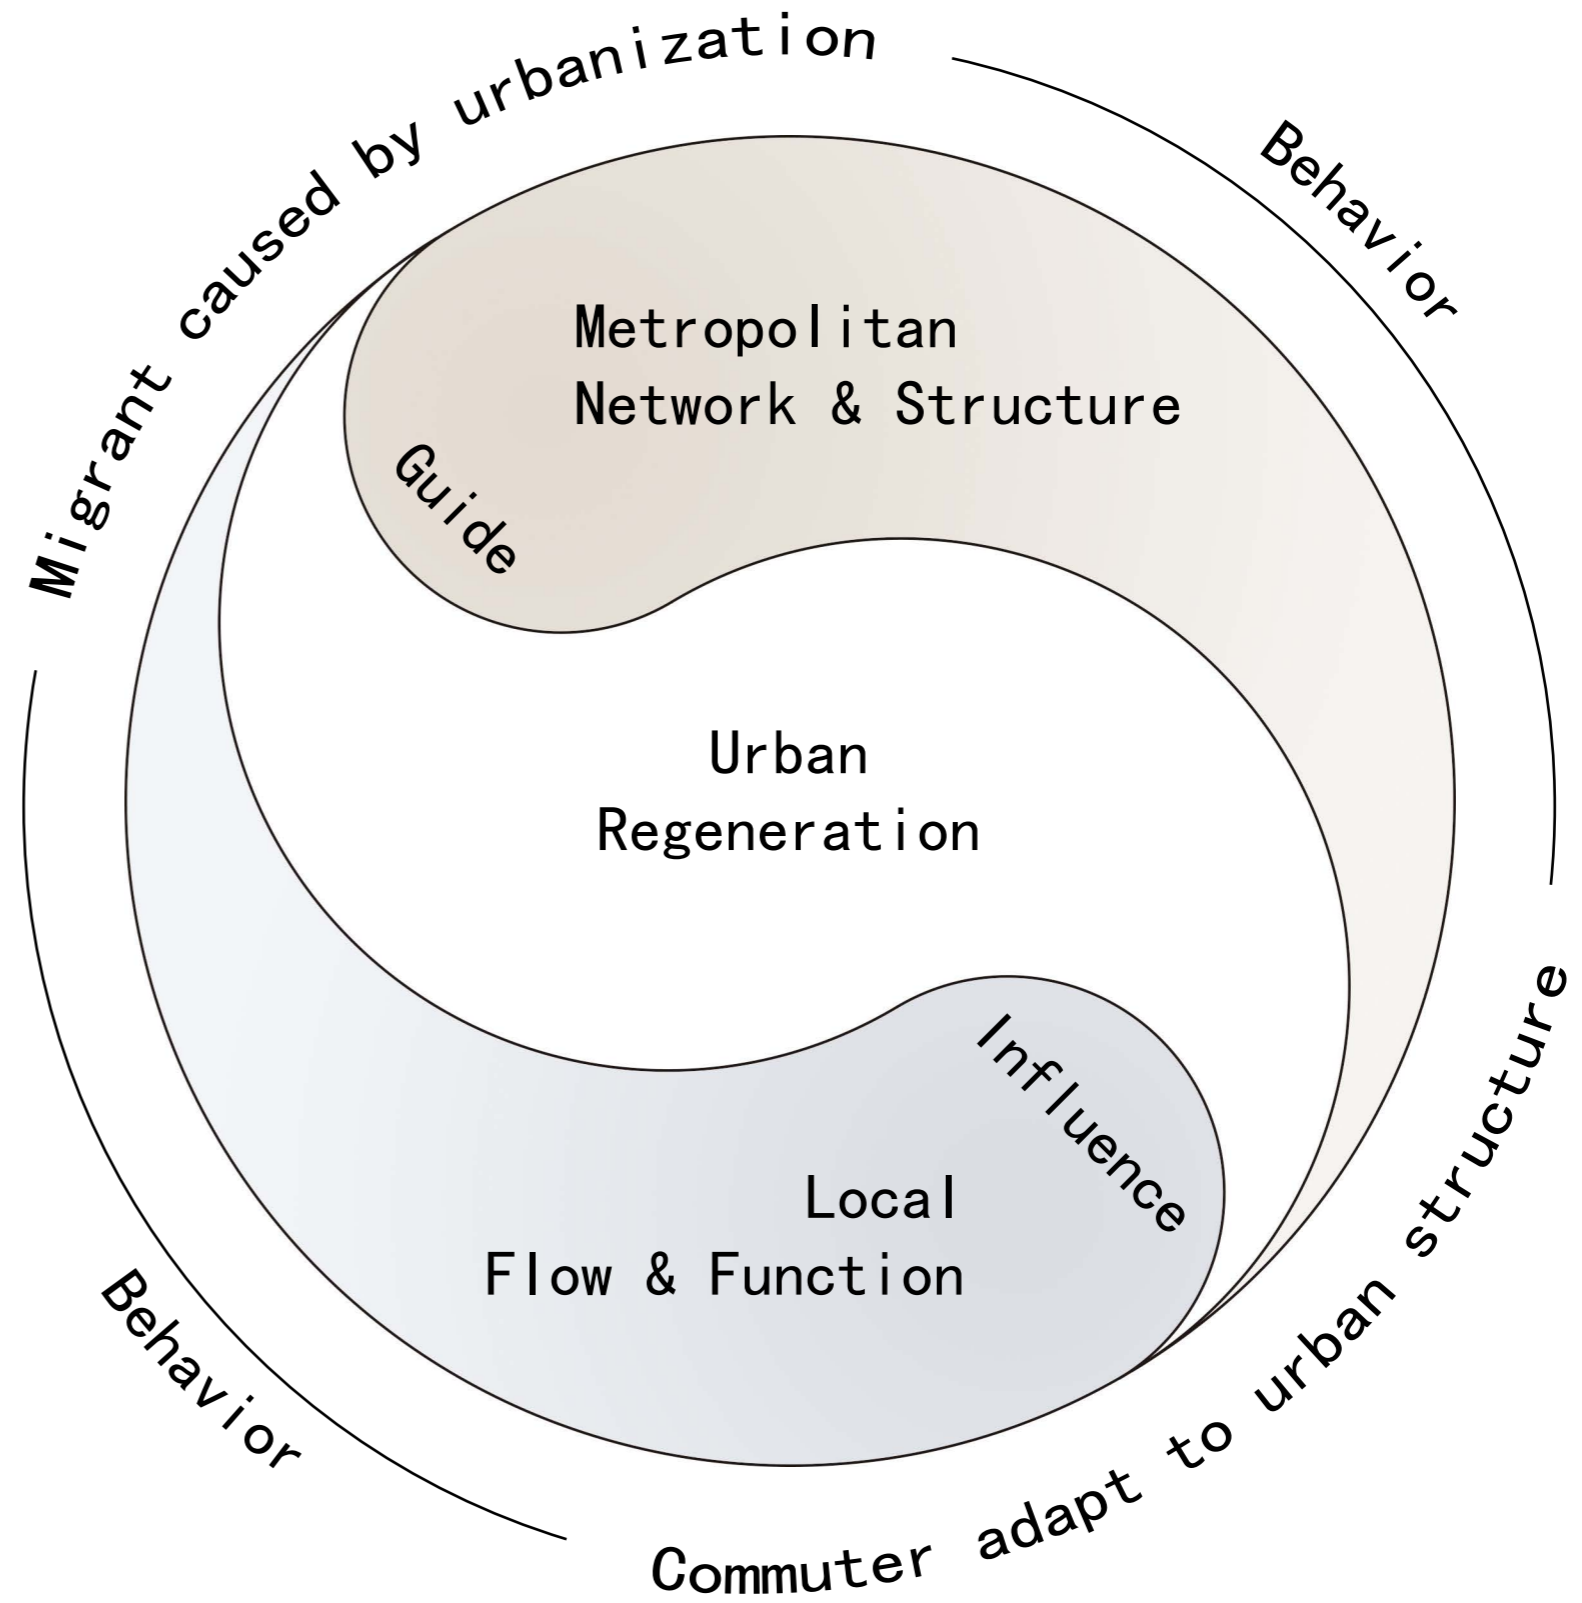 Migrant caused by urbanization
Behavior
Metropolitan
Network & Structure
Guide
Urban
Regeneration
Influence
Local
Flow & Function
Behavior
Commuter adapt to urban structure